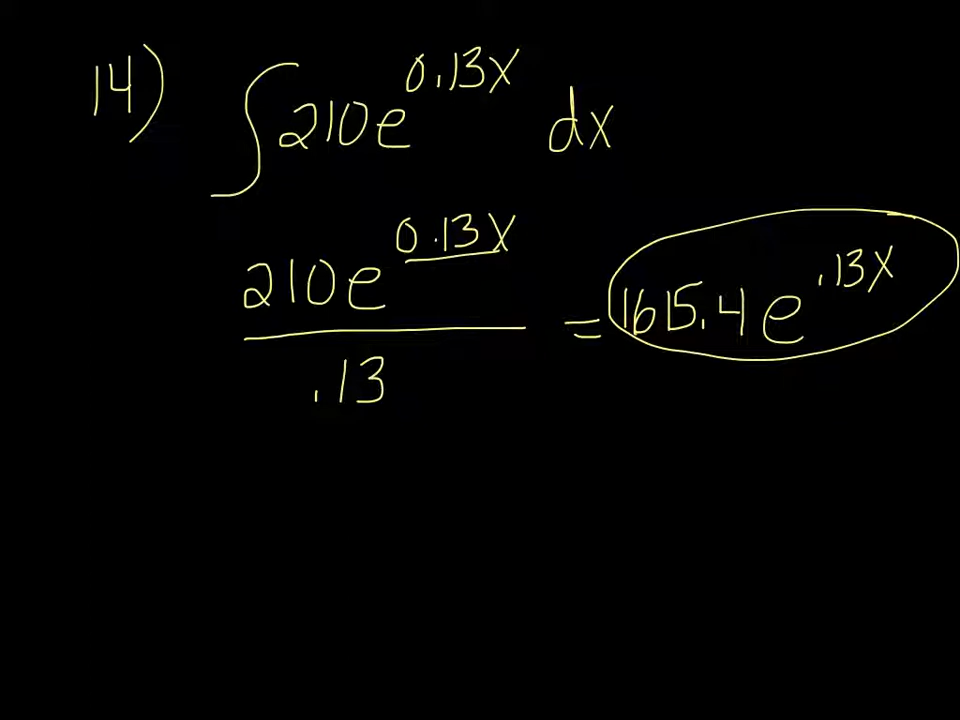 14) ∫ 210e^0.13x dx
210e^0.13x / .13 = 1615.4e^.13x